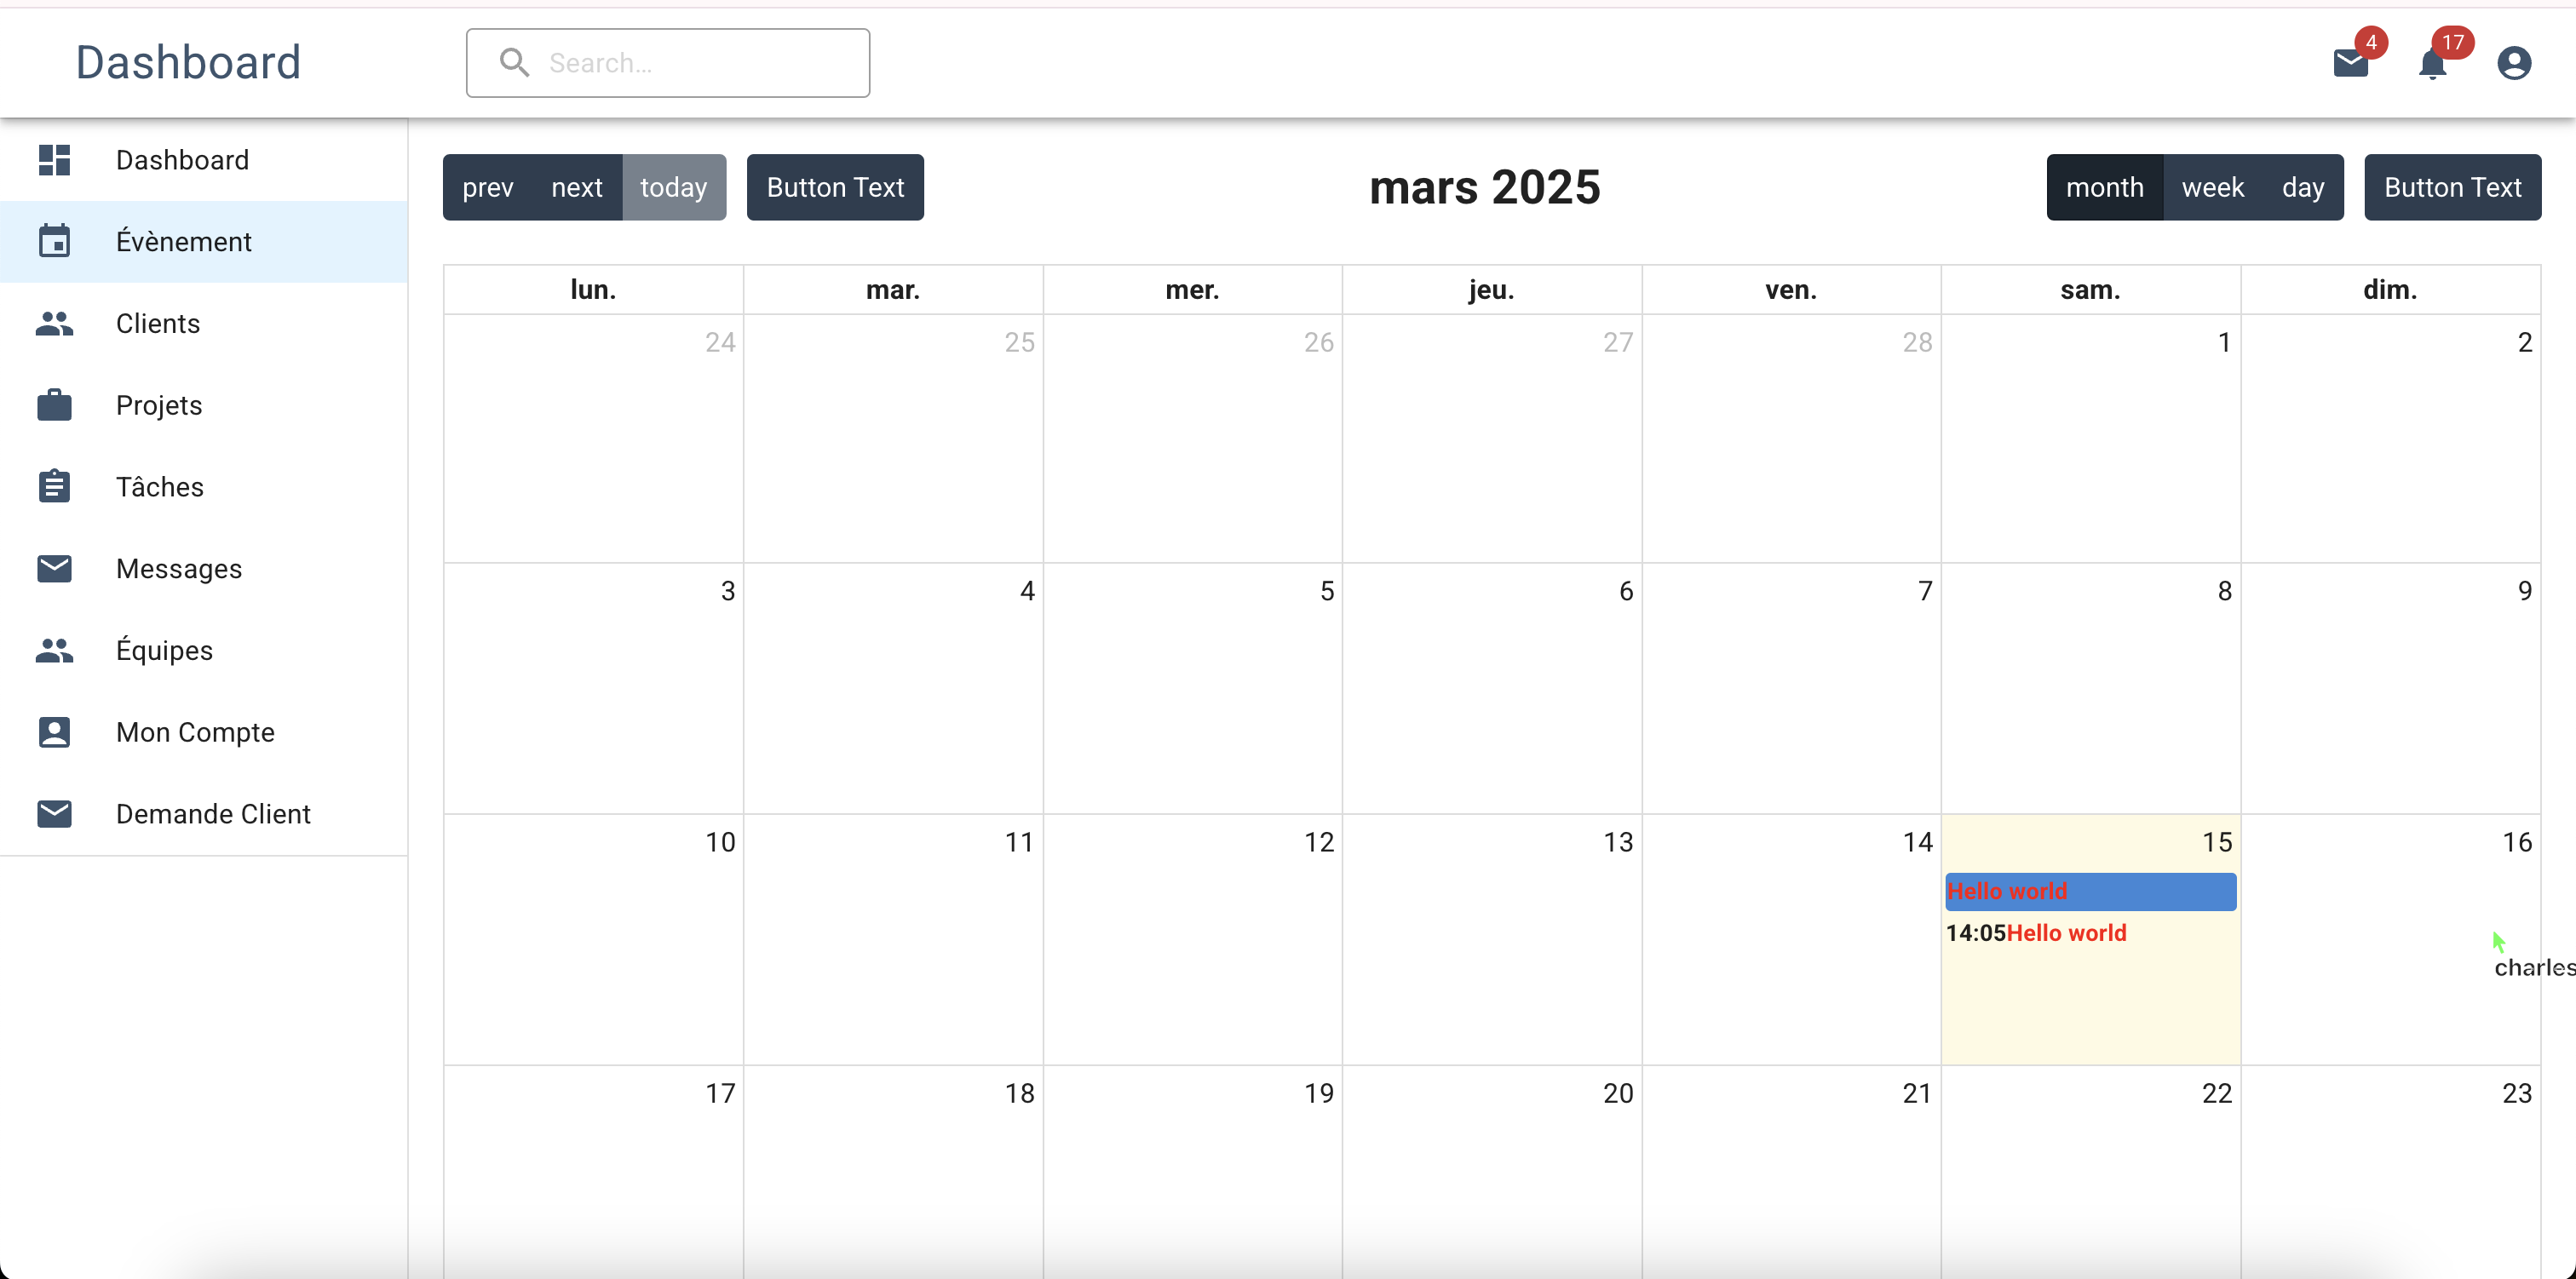 Dashboard
Search...
4
17
Dashboard
Évènement
Clients
Projets
Tâches
Messages
Équipes
Mon Compte
Demande Client
prev next today Button Text
mars 2025
month week day Button Text
lun. mar. mer. jeu. ven. sam. dim.
24 25 26 27 28 1 2
3 4 5 6 7 8 9
10 11 12 13 14 15 16
Hello world
14:05Hello world
charles
17 18 19 20 21 22 23